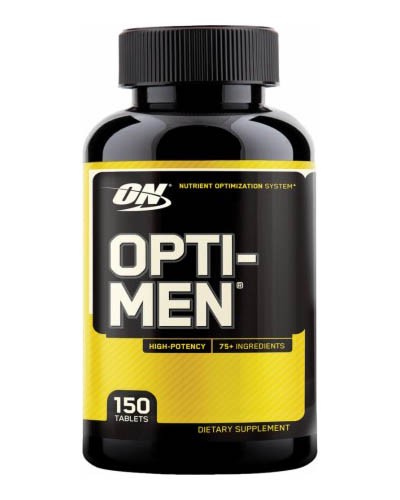 ON
NUTRIENT OPTIMIZATION SYSTEM
OPTI-
MEN®
HIGH-POTENCY | 75+ INGREDIENTS
150
TABLETS
DIETARY SUPPLEMENT